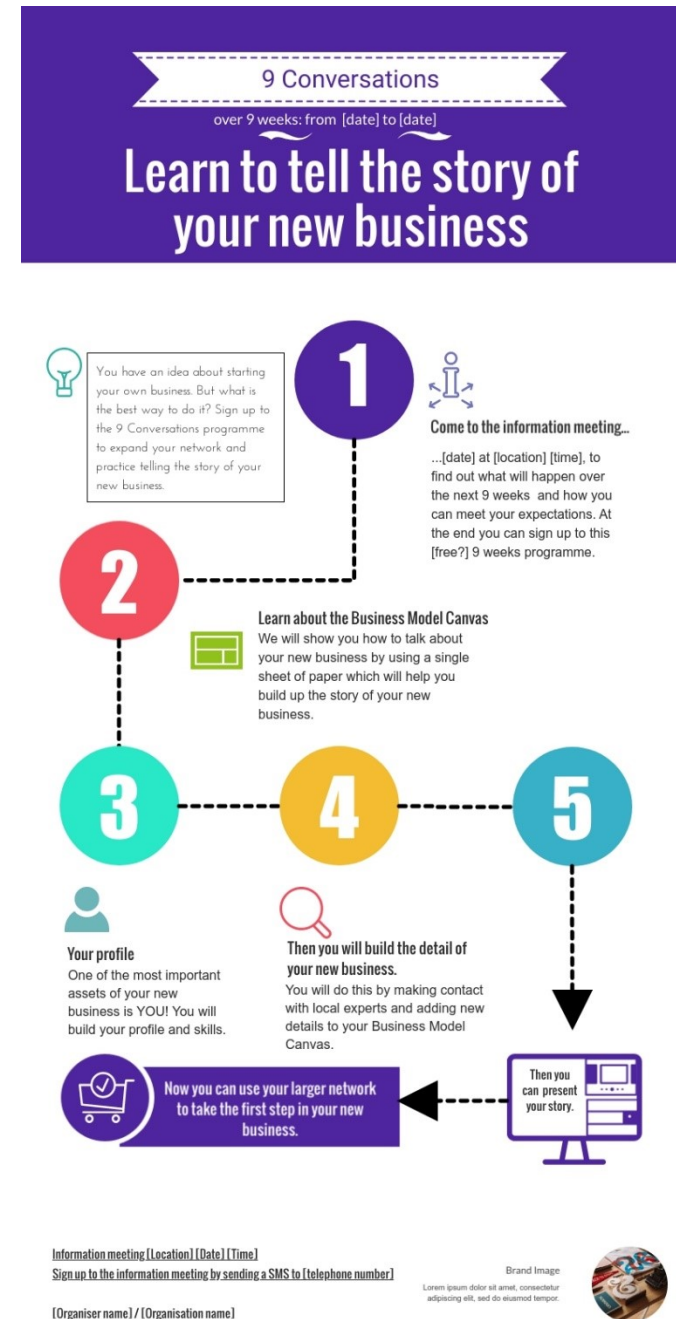 9 Conversations
over 9 weeks: from [date] to [date]
Learn to tell the story of
your new business
You have an idea about starting
your own business. But what is
the best way to do it? Sign up to
the 9 Conversations programme
to expand your network and
practice telling the story of your
new business.
1
Come to the information meeting...
...[date] at [location] [time], to
find out what will happen over
the next 9 weeks and how you
can meet your expectations. At
the end you can sign up to this
[free?] 9 weeks programme.
2
Learn about the Business Model Canvas
We will show you how to talk about
your new business by using a single
sheet of paper which will help you
build up the story of your new
business.
3
4
5
Your profile
One of the most important
assets of your new
business is YOU! You will
build your profile and skills.
Then you will build the detail of
your new business.
You will do this by making contact
with local experts and adding new
details to your Business Model
Canvas.
Then you
can present
your story.
Now you can use your larger network
to take the first step in your new
business.
Information meeting [Location] [Date] [Time]
Sign up to the information meeting by sending a SMS to [telephone number]
[Organiser name] / [Organisation name]
Brand Image
Lorem ipsum dolor sit amet, consectetur
adipiscing elit, sed do eiusmod tempor.